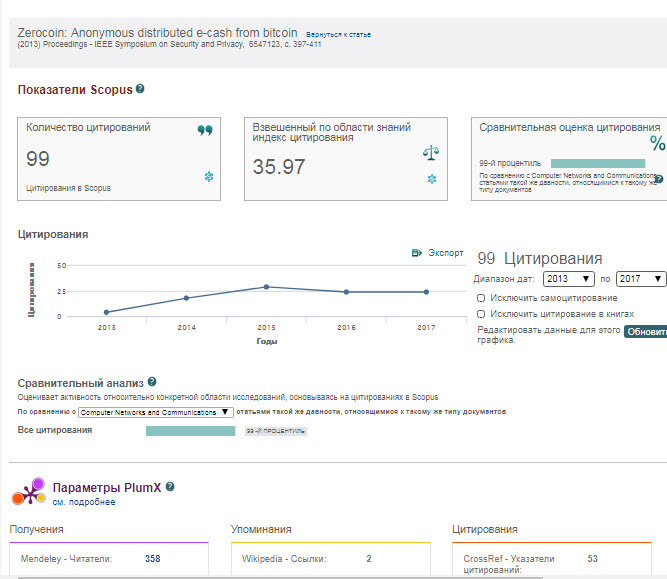 Zerocoin: Anonymous distributed e-cash from bitcoin Вернуться к статье
(2013) Proceedings - IEEE Symposium on Security and Privacy, 6547123, с. 397-411
Показатели Scopus
Количество цитирований
99
Цитирования в Scopus
Взвешенный по области знаний
индекс цитирования
35.97
Сравнительная оценка цитирования
%
99-й процентиль
По сравнению с Computer Networks and Communications
статьями такой же давности, относящимися к такому же
типу документов
Цитирования
Экспорт
Цитирования
50
25
0
2013
2014
2015
2016
2017
Годы
99 Цитирования
Диапазон дат: 2013 по 2017
Исключить самоцитирование
Исключить цитирование в книгах
Редактировать данные для этого
графика.
Обновить
Сравнительный анализ
Оценивает активность относительно конкретной области исследований, основываясь на цитированиях в Scopus
По сравнению с Computer Networks and Communications статьями такой же давности, относящимися к такому же типу документов
Все цитирования
99 -Й ПРОЦЕНТИЛЬ
Параметры PlumX
см. подробнее
Получения
Mendeley - Читатели: 358
Упоминания
Wikipedia - Ссылки: 2
Цитирования
CrossRef - Указатели
цитирований:
53